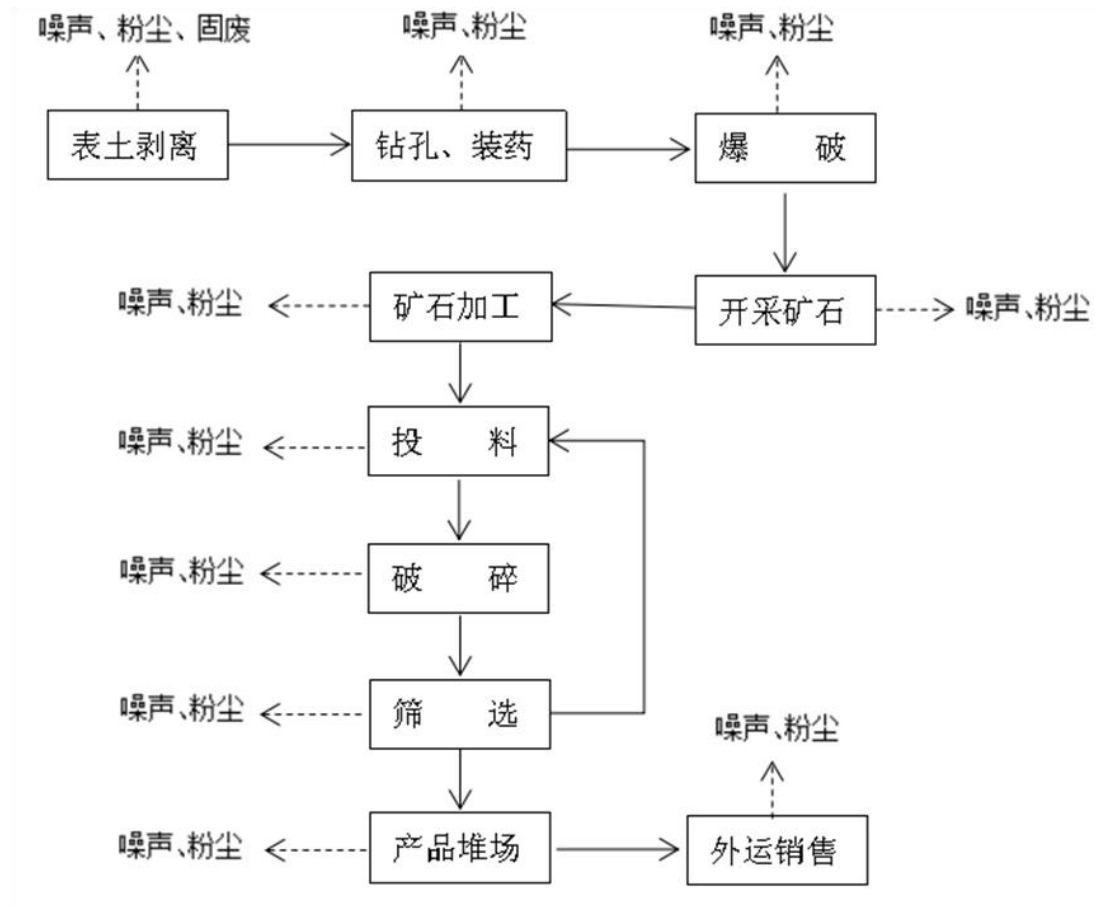 噪声、粉尘、固废
噪声、粉尘
噪声、粉尘
表土剥离
钻孔、装药
爆 破
噪声、粉尘
矿石加工
开采矿石
噪声、粉尘
噪声、粉尘
投 料
噪声、粉尘
破 碎
噪声、粉尘
筛 选
噪声、粉尘
噪声、粉尘
产品堆场
外运销售